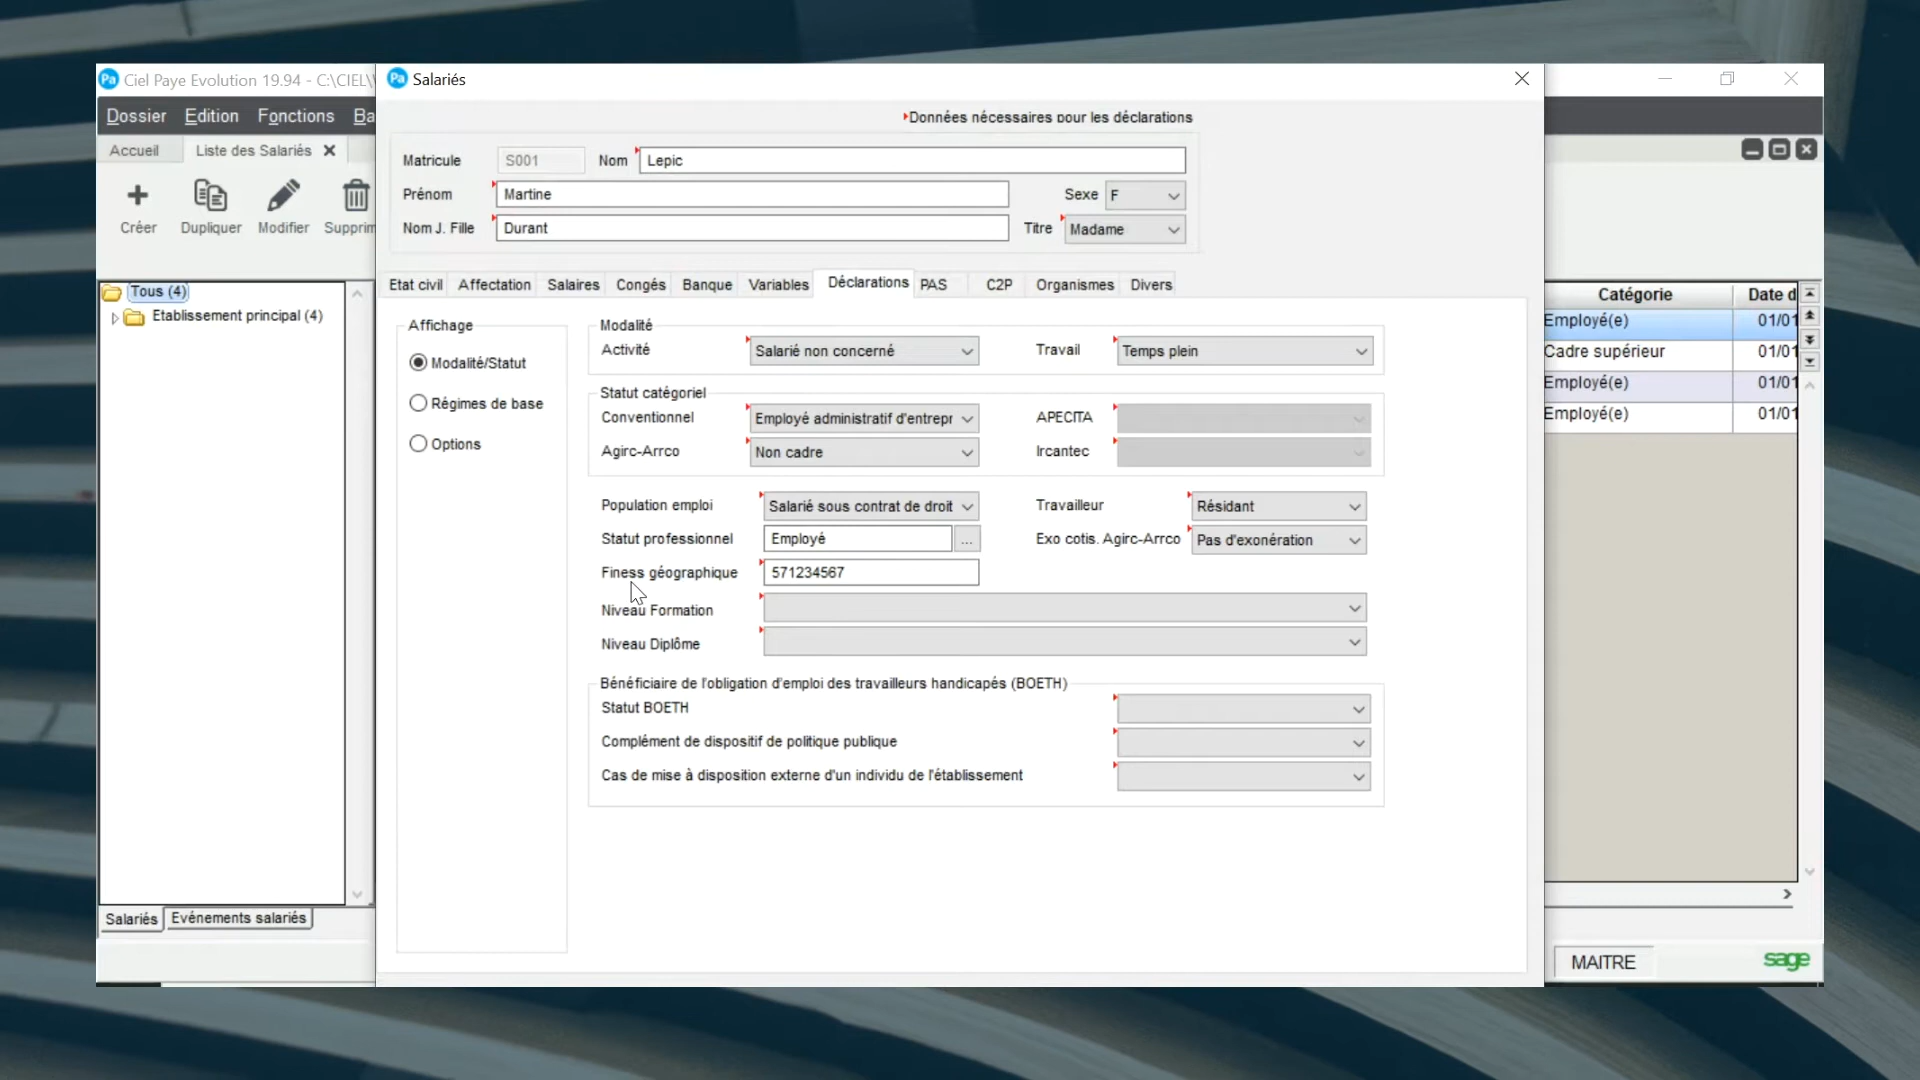 Ciel Paye Evolution 19.94 - C:\CIEL\
Salariés
Dossier Edition Fonctions Ba
Accueil Liste des Salariés
Créer Dupliquer Modifier Supprim
Tous (4)
Etablissement principal (4)
Salariés Evénements salariés
Données nécessaires pour les déclarations
Matricule S001 Nom Lepic
Prénom Martine Sexe F
Nom J. Fille Durant Titre Madame
Etat civil Affectation Salaires Congés Banque Variables Déclarations PAS C2P Organismes Divers
Affichage
Modalité/Statut
Régimes de base
Options
Modalité
Activité Salarié non concerné Travail Temps plein
Statut catégoriel
Conventionnel Employé administratif d'entrepr APECITA
Agirc-Arrco Non cadre Ircantec
Population emploi Salarié sous contrat de droit Travailleur Résidant
Statut professionnel Employé ... Exo cotis. Agirc-Arrco Pas d'exonération
Finess géographique 571234567
Niveau Formation
Niveau Diplôme
Bénéficiaire de l'obligation d'emploi des travailleurs handicapés (BOETH)
Statut BOETH
Complément de dispositif de politique publique
Cas de mise à disposition externe d'un individu de l'établissement
Catégorie Date d
Employé(e) 01/01
Cadre supérieur 01/01
Employé(e) 01/01
Employé(e) 01/01
MAITRE sage